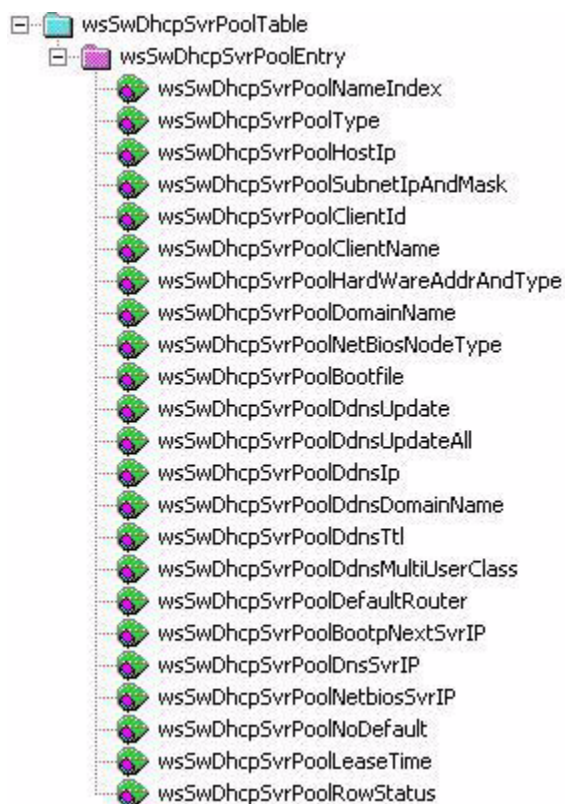 wsSwDhcpSvrPoolTable
wsSwDhcpSvrPoolEntry
wsSwDhcpSvrPoolNameIndex
wsSwDhcpSvrPoolType
wsSwDhcpSvrPoolHostIp
wsSwDhcpSvrPoolSubnetIpAndMask
wsSwDhcpSvrPoolClientId
wsSwDhcpSvrPoolClientName
wsSwDhcpSvrPoolHardWareAddrAndType
wsSwDhcpSvrPoolDomainName
wsSwDhcpSvrPoolNetBiosNodeType
wsSwDhcpSvrPoolBootfile
wsSwDhcpSvrPoolDdnsUpdate
wsSwDhcpSvrPoolDdnsUpdateAll
wsSwDhcpSvrPoolDdnsIp
wsSwDhcpSvrPoolDdnsDomainName
wsSwDhcpSvrPoolDdnsTtl
wsSwDhcpSvrPoolDdnsMultiUserClass
wsSwDhcpSvrPoolDefaultRouter
wsSwDhcpSvrPoolBootpNextSvrIP
wsSwDhcpSvrPoolDnsSvrIP
wsSwDhcpSvrPoolNetbiosSvrIP
wsSwDhcpSvrPoolNoDefault
wsSwDhcpSvrPoolLeaseTime
wsSwDhcpSvrPoolRowStatus